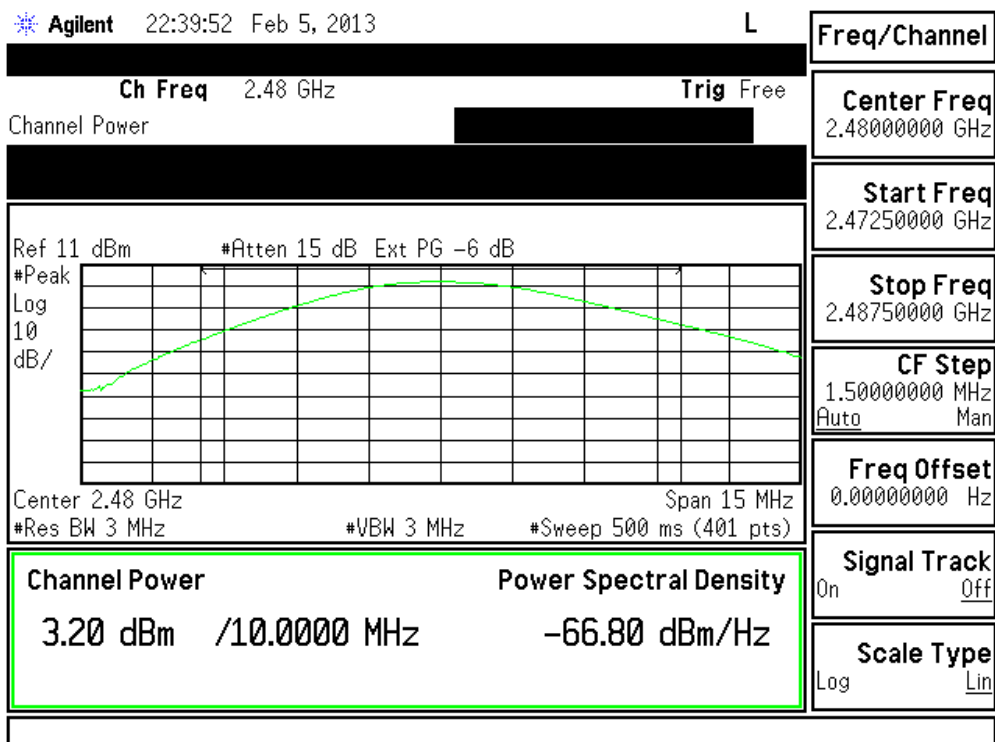 Agilent 22:39:52 Feb 5, 2013 L
Ch Freq 2.48 GHz Trig Free
Channel Power
Ref 11 dBm #Atten 15 dB Ext PG -6 dB
#Peak
Log
10
dB/
Center 2.48 GHz Span 15 MHz
#Res BW 3 MHz #VBW 3 MHz #Sweep 500 ms (401 pts)
Channel Power Power Spectral Density
3.20 dBm /10.0000 MHz -66.80 dBm/Hz
Freq/Channel
Center Freq
2.48000000 GHz
Start Freq
2.47250000 GHz
Stop Freq
2.48750000 GHz
CF Step
1.50000000 MHz
Auto Man
Freq Offset
0.00000000 Hz
Signal Track
On Off
Scale Type
Log Lin